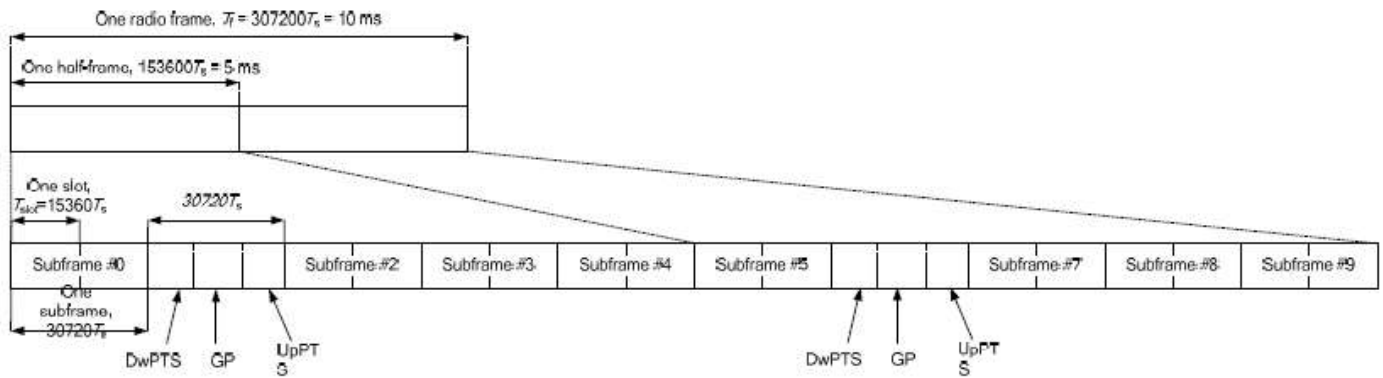 One radio frame, Tf = 307200Ts = 10 ms
One half-frame, 153600Ts = 5 ms
One slot,
Tslot=15360Ts
30720Ts
Subframe #0
Subframe #2
Subframe #3
Subframe #4
Subframe #5
Subframe #7
Subframe #8
Subframe #9
One
subframe,
30720Ts
DwPTS
GP
UpPT
S
DwPTS
GP
UpPT
S